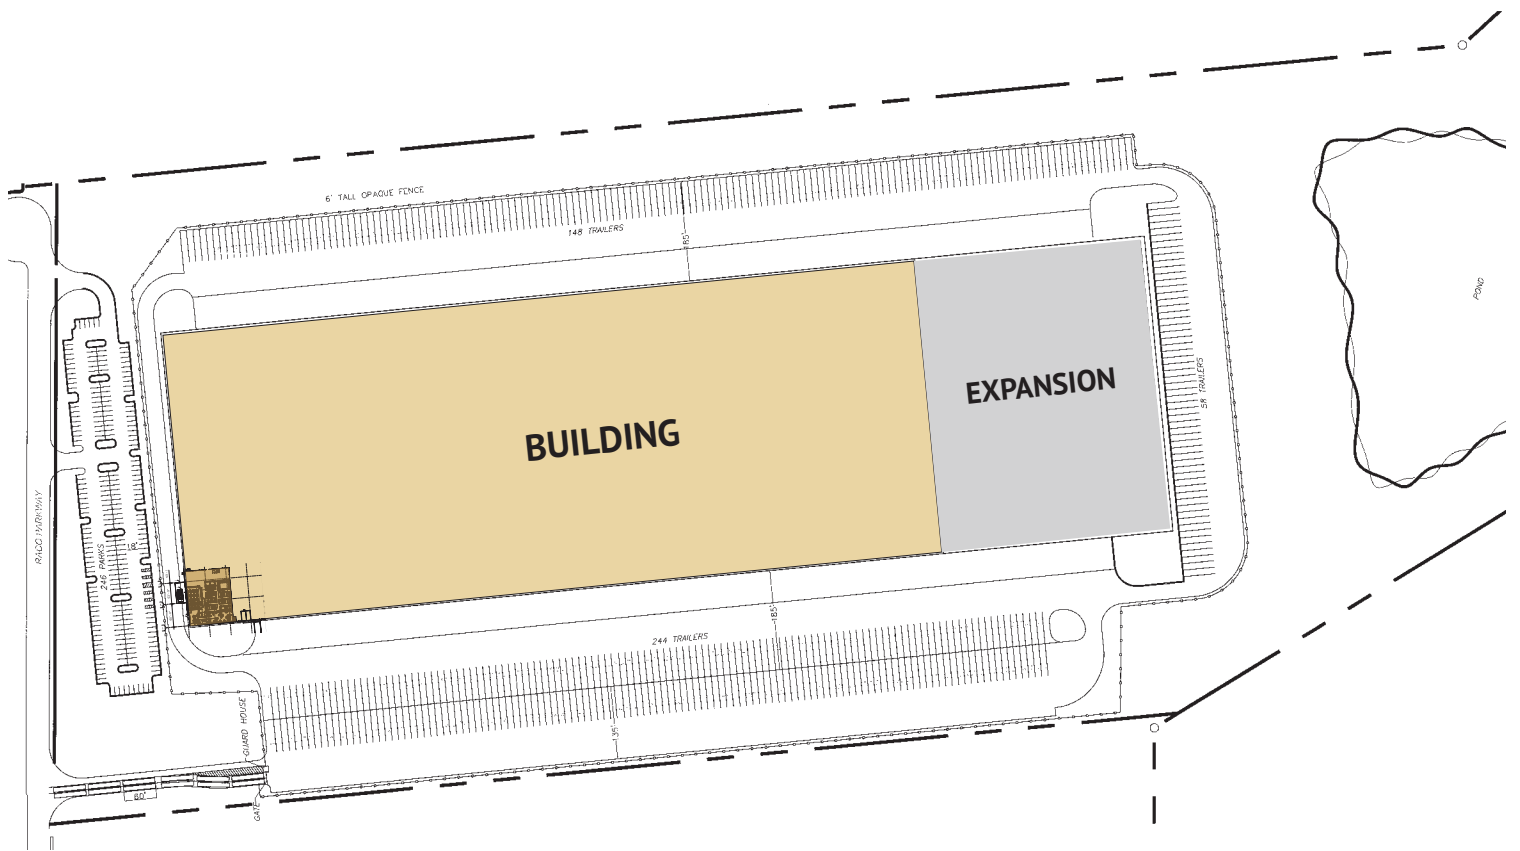 6' TALL OPAQUE FENCE
148 TRAILERS
185'
POND
EXPANSION
58 TRAILERS
BUILDING
RACO PARKWAY
18'
246 PARKS
185'
244 TRAILERS
GUARD HOUSE
135'
60'
GATE